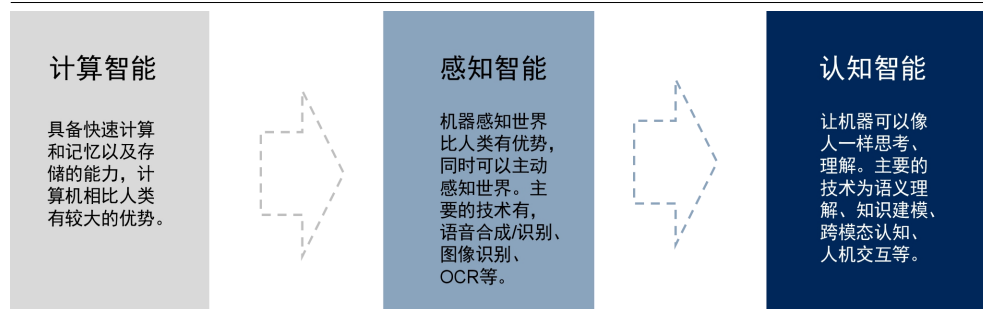 计算智能
具备快速计算
和记忆以及存
储的能力，计
算机相比人类
有较大的优势。
感知智能
机器感知世界
比人类有优势，
同时可以主动
感知世界。主
要的技术有，
语音合成/识别、
图像识别、
OCR等。
认知智能
让机器可以像
人一样思考、
理解。主要的
技术为语义理
解、知识建模、
跨模态认知、
人机交互等。